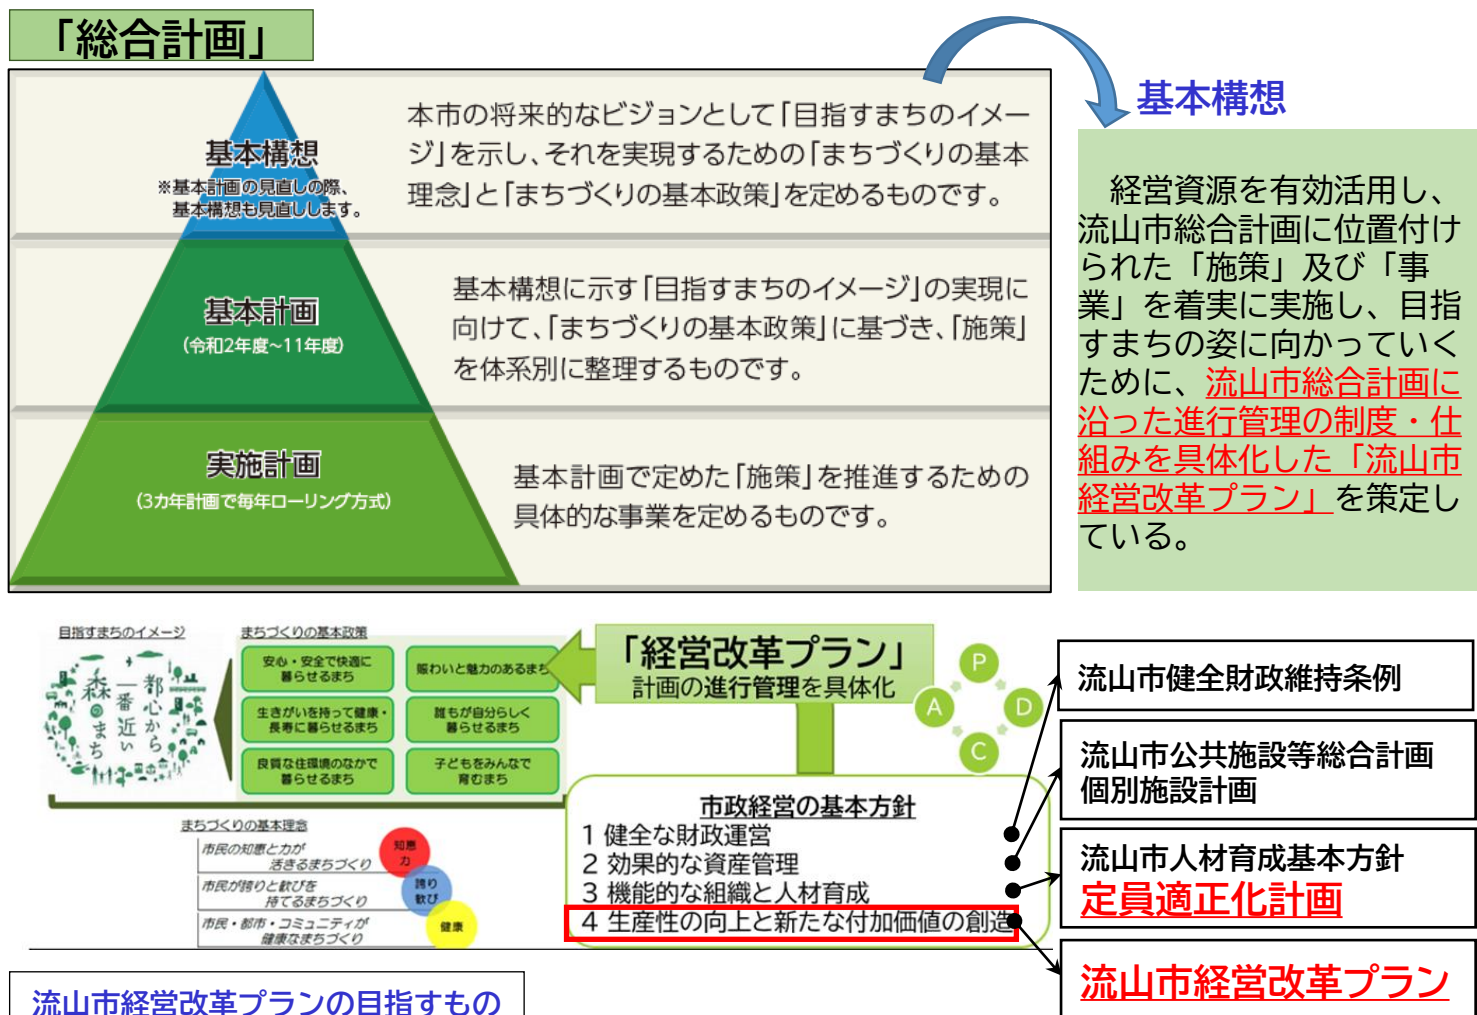 「総合計画」
基本構想
※基本計画の見直しの際、
基本構想も見直しします。
本市の将来的なビジョンとして「目指すまちのイメー
ジ」を示し、それを実現するための「まちづくりの基本
理念」と「まちづくりの基本政策」を定めるものです。
基本計画
(令和2年度~11年度)
基本構想に示す「目指すまちのイメージ」の実現に
向けて、「まちづくりの基本政策」に基づき、「施策」
を体系別に整理するものです。
実施計画
(3カ年計画で毎年ローリング方式)
基本計画で定めた「施策」を推進するための
具体的な事業を定めるものです。
基本構想
経営資源を有効活用し、
流山市総合計画に位置付け
られた「施策」及び「事
業」を着実に実施し、目指
すまちの姿に向かっていく
ために、流山市総合計画に
沿った進行管理の制度・仕
組みを具体化した「流山市
経営改革プラン」を策定し
ている。
目指すまちのイメージ
都心から
一番近い
森のまち
まちづくりの基本政策
安心・安全で快適に
暮らせるまち
賑わいと魅力のあるまち
生きがいを持って健康・
長寿に暮らせるまち
誰もが自分らしく
暮らせるまち
良質な住環境のなかで
暮らせるまち
子どもをみんなで
育むまち
「経営改革プラン」
計画の進行管理を具体化
P
D
C
A
まちづくりの基本理念
市民の知恵と力が
活きるまちづくり
知恵
力
市民が誇りと歓びを
持てるまちづくり
誇り
歓び
市民・都市・コミュニティが
健康なまちづくり
健康
市政経営の基本方針
1 健全な財政運営
2 効果的な資産管理
3 機能的な組織と人材育成
4 生産性の向上と新たな付加価値の創造
流山市健全財政維持条例
流山市公共施設等総合計画
個別施設計画
流山市人材育成基本方針
定員適正化計画
流山市経営改革プラン
流山市経営改革プランの目指すもの